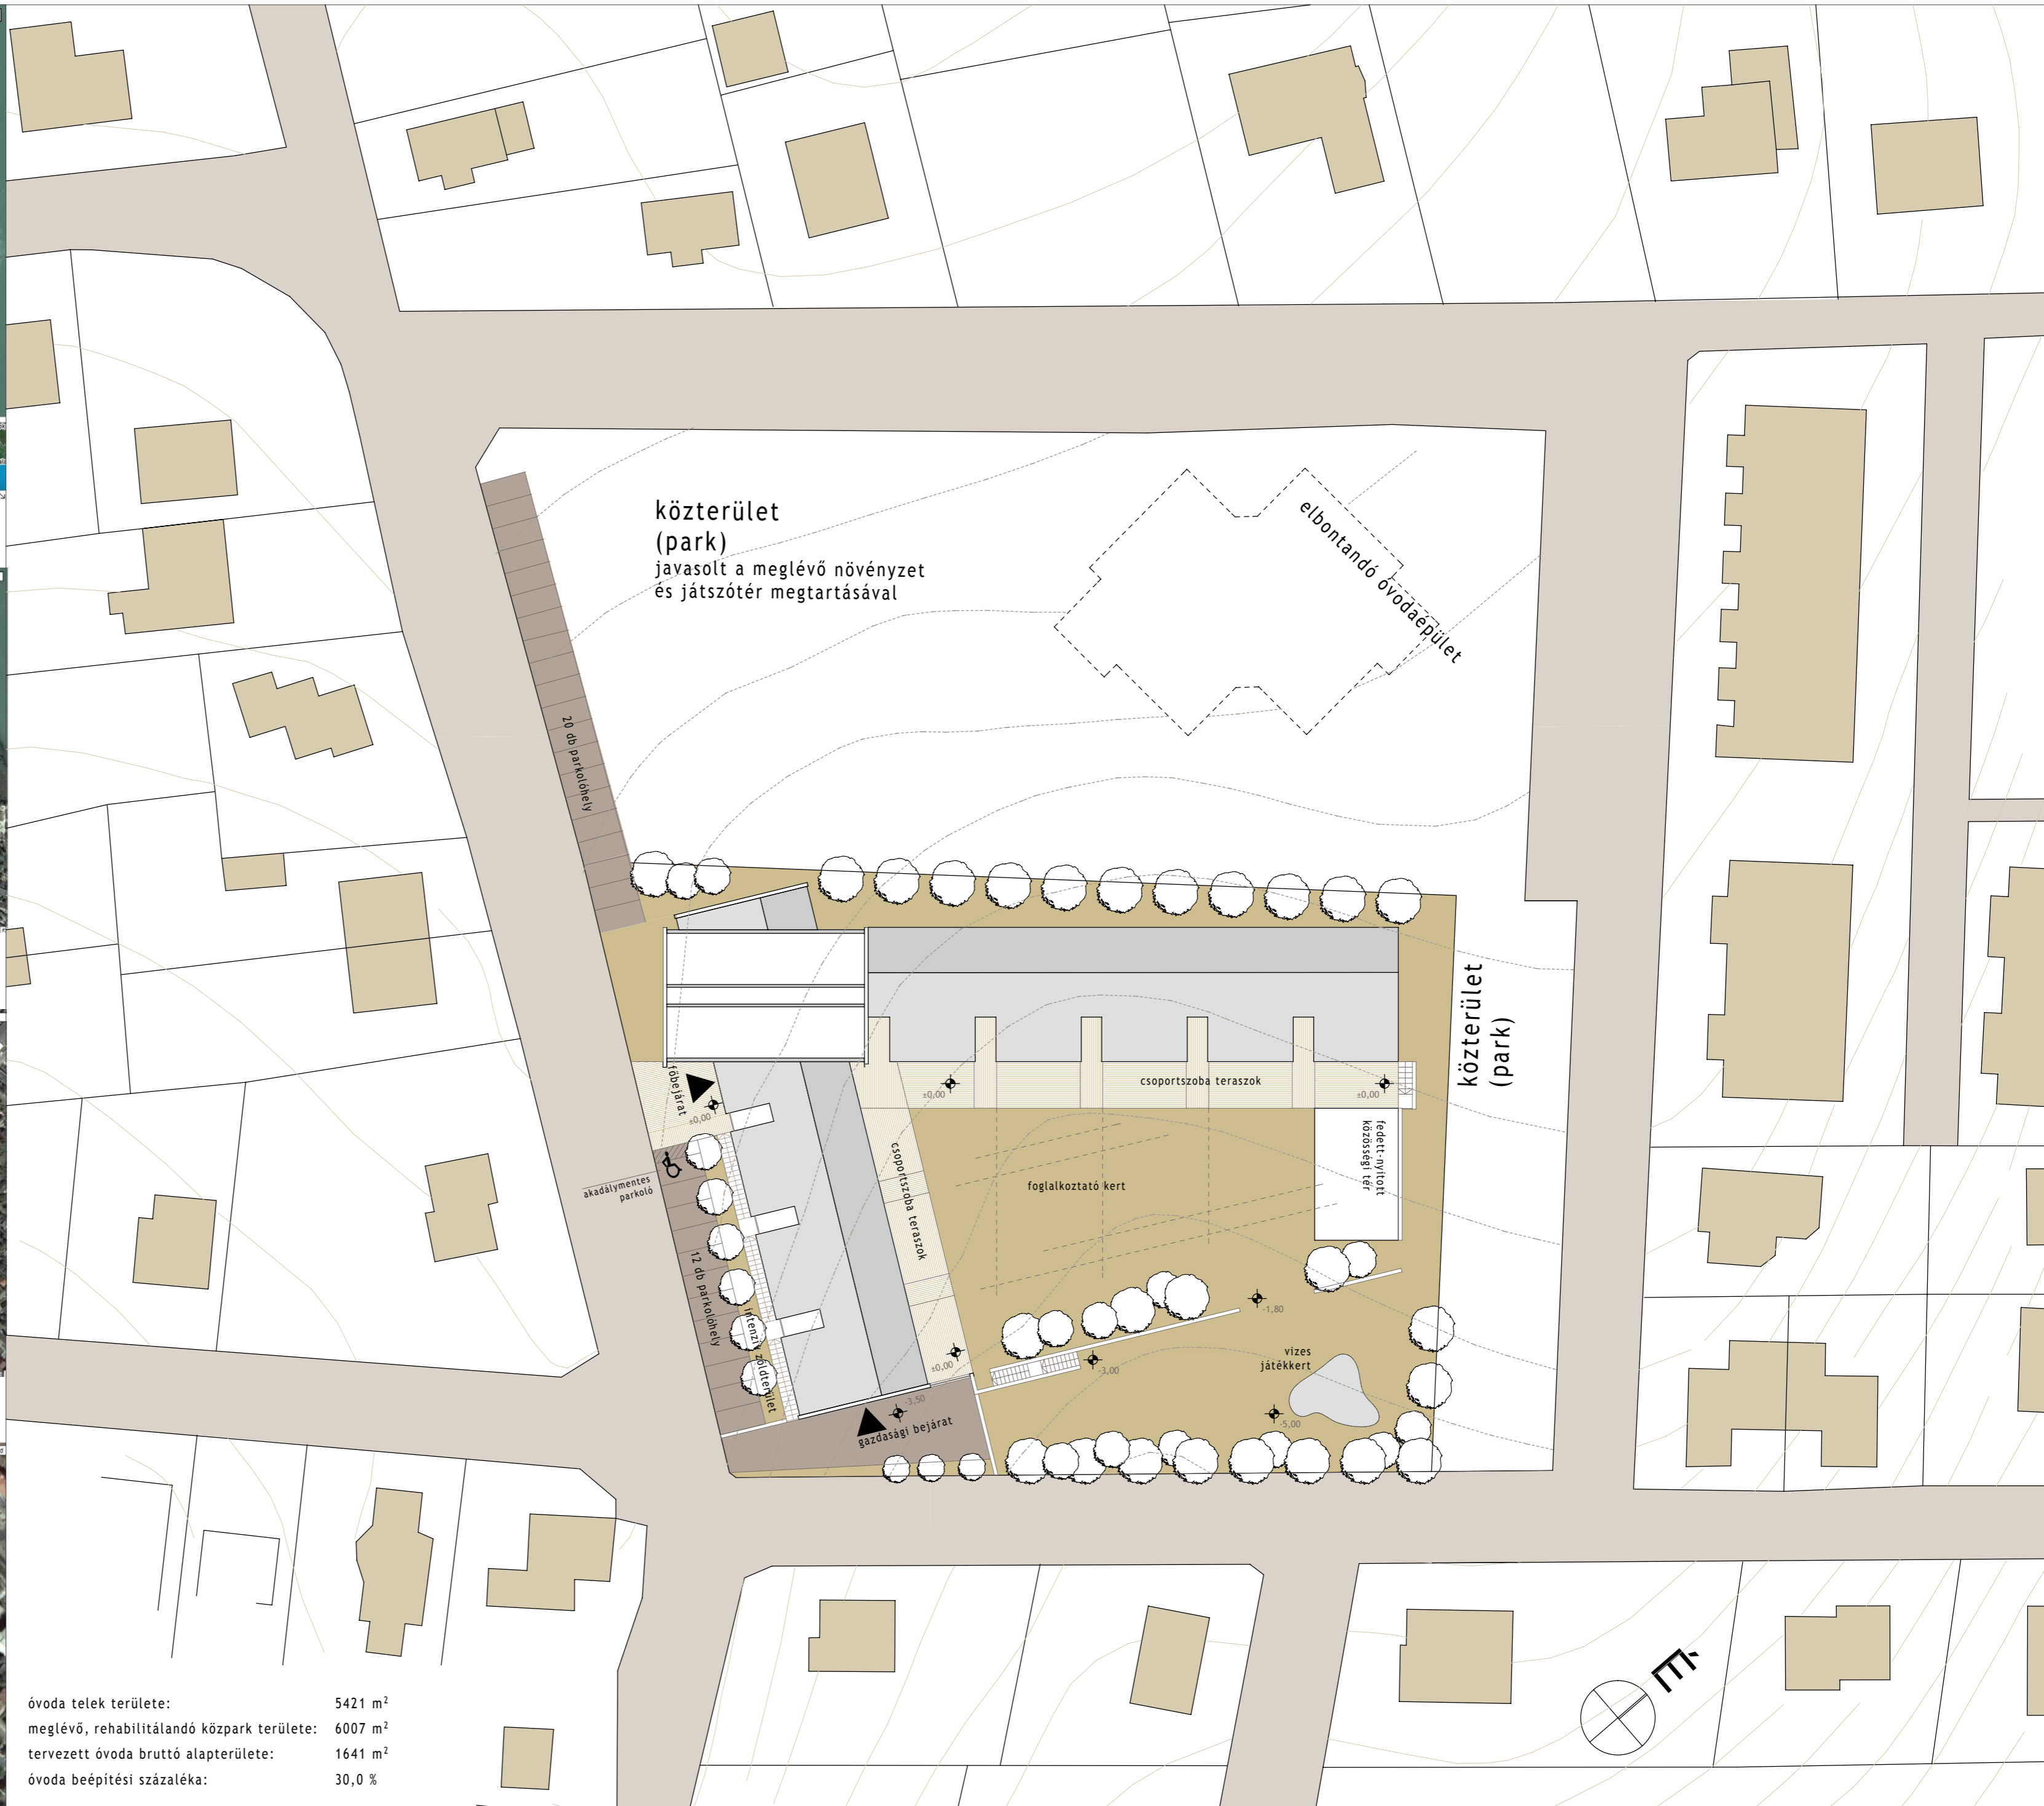 közterület
(park)
javasolt a meglévő növényzet
és játszótér megtartásával
elbontandó óvodaépület
20 db parkolóhely
közterület
(park)
főbejárat
±0,00
±0,00
csoportszoba teraszok
±0,00
akadálymentes
parkoló
csoportszoba teraszok
foglalkoztató kert
fedett-nyitott
közösségi tér
12 db parkolóhely
intenzív zöldterület
±0,00
-1,80
-3,00
vizes
játékkert
-3,50
-5,00
gazdasági bejárat
É
óvoda telek területe: 5421 m²
meglévő, rehabilitálandó közpark területe: 6007 m²
tervezett óvoda bruttó alapterülete: 1641 m²
óvoda beépítési százaléka: 30,0 %